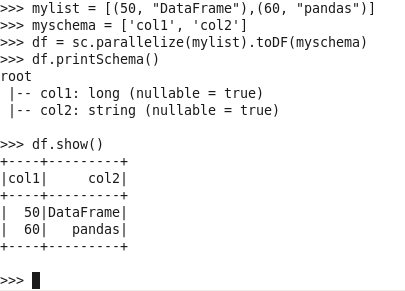 >>> mylist = [(50, "DataFrame"),(60, "pandas")]
>>> myschema = ['col1', 'col2']
>>> df = sc.parallelize(mylist).toDF(myschema)
>>> df.printSchema()
root
 |-- col1: long (nullable = true)
 |-- col2: string (nullable = true)

>>> df.show()
+----+---------+
|col1|     col2|
+----+---------+
|  50|DataFrame|
|  60|   pandas|
+----+---------+

>>>